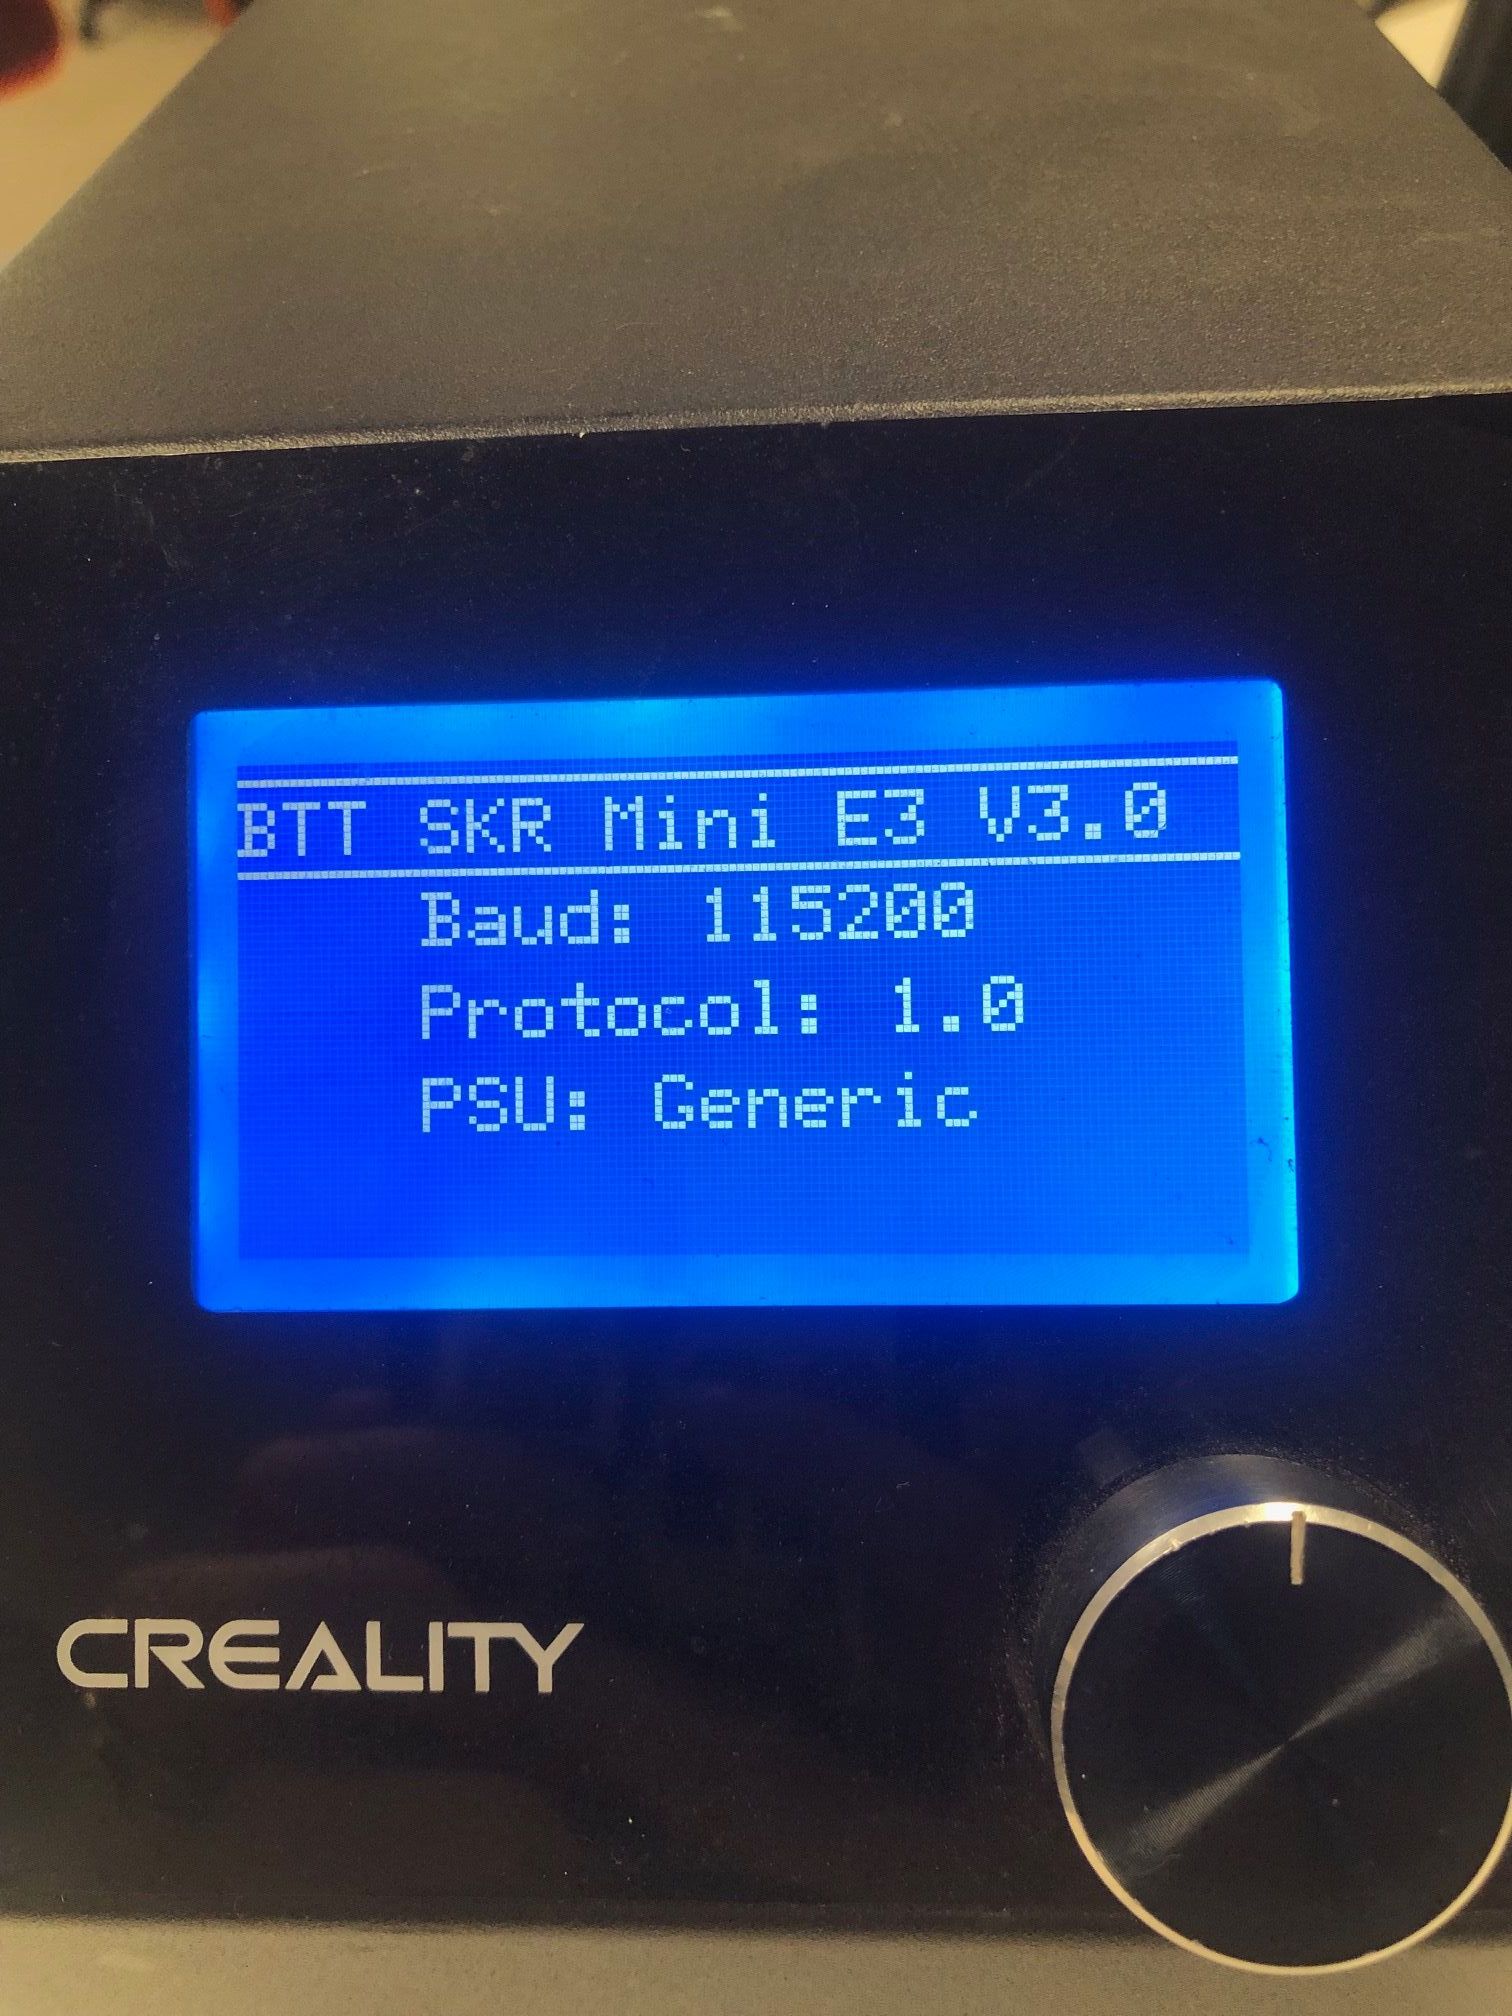 BTT SKR Mini E3 V3.0
Baud: 115200
Protocol: 1.0
PSU: Generic
CREALITY